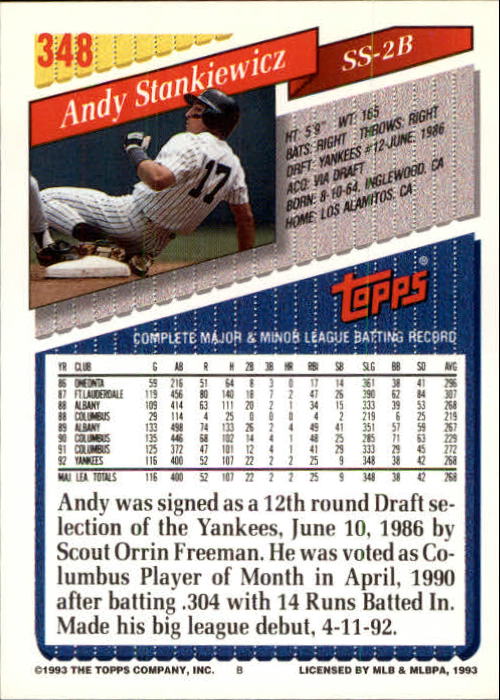 348
Andy Stankiewicz
SS-2B
17
HT: 5'9" WT: 165
BATS: RIGHT THROWS: RIGHT
DRFT: YANKEES #12-JUNE, 1986
ACQ: VIA DRAFT
BORN: 8-10-64, INGLEWOOD, CA
HOME: LOS ALAMITOS, CA
TOPPS®
COMPLETE MAJOR & MINOR LEAGUE BATTING RECORD
YR CLUB G AB R H 2B 3B HR RBI SB SLG BB SO AVG
86 ONEONTA 59 216 51 64 8 3 0 17 14 .361 38 41 .296
87 FT.LAUDERDALE 119 456 80 140 18 7 2 47 26 .390 62 84 .307
88 ALBANY 109 414 63 111 20 2 1 34 15 .333 39 53 .268
88 COLUMBUS 29 114 4 25 0 0 0 4 2 .219 6 25 .219
89 ALBANY 133 498 74 133 26 2 4 49 41 .351 57 59 .267
90 COLUMBUS 135 446 68 102 14 4 1 48 25 .285 71 63 .229
91 COLUMBUS 125 372 47 101 12 4 1 41 29 .333 29 45 .272
92 YANKEES 116 400 52 107 22 2 2 25 9 .348 38 42 .268
MAJ LEA. TOTALS 116 400 52 107 22 2 2 25 9 .348 38 42 .268
Andy was signed as a 12th round Draft se-
lection of the Yankees, June 10, 1986 by
Scout Orrin Freeman. He was voted as Co-
lumbus Player of Month in April, 1990
after batting .304 with 14 Runs Batted In.
Made his big league debut, 4-11-92.
©1993 THE TOPPS COMPANY, INC. B LICENSED BY MLB & MLBPA, 1993